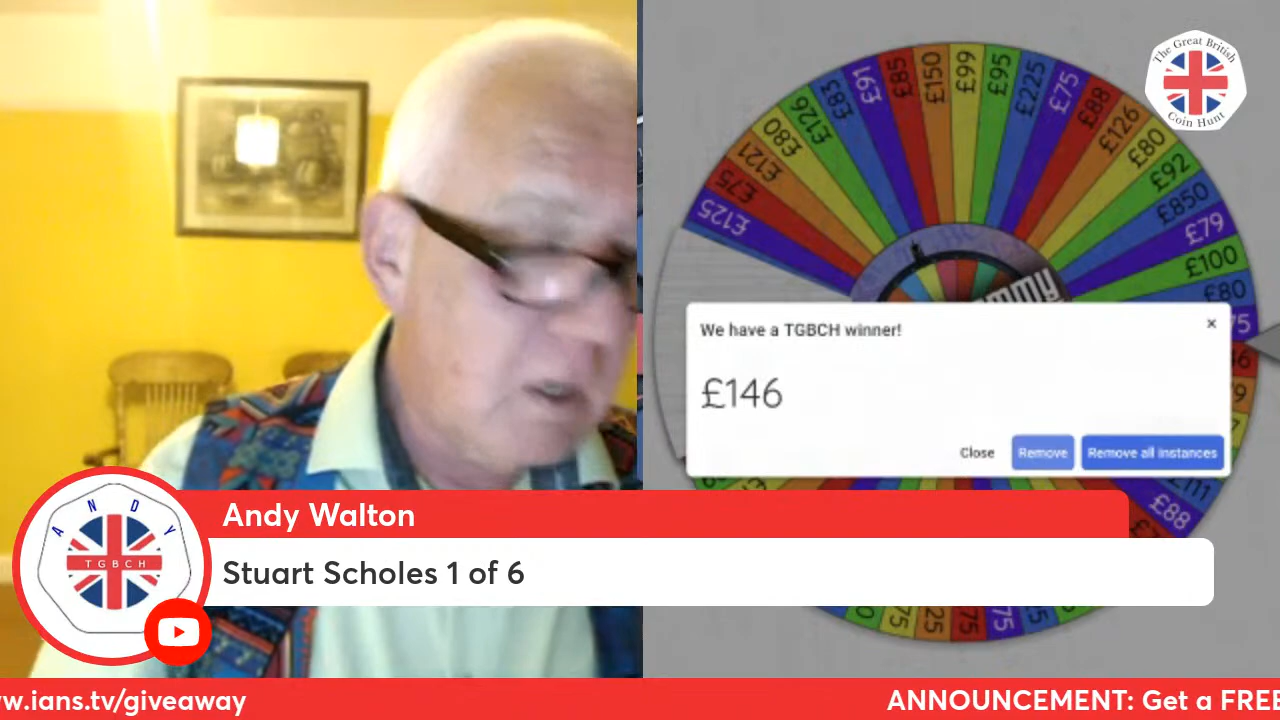 The Great British
Coin Hunt
£125
£75
£121
£80
£126
£83
£91
£85
£150
£99
£95
£225
£75
£88
£126
£80
£92
£850
£79
£100
£80
We have a TGBCH winner!
×
£146
Close
Remove
Remove all instances
£88
ANDY
TGBCH
Andy Walton
Stuart Scholes 1 of 6
w.ians.tv/giveaway
ANNOUNCEMENT: Get a FREE